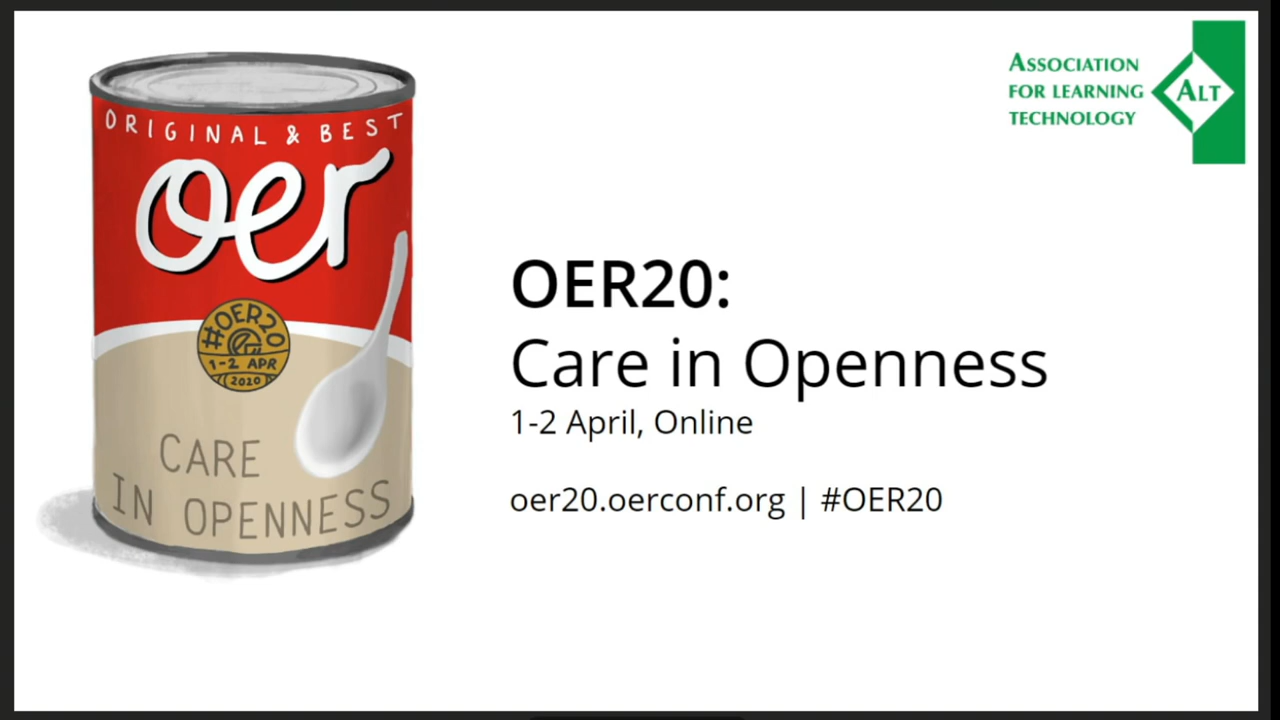 ORIGINAL & BEST
oer
#OER20
1-2 APR
2020
CARE
IN OPENNESS
ASSOCIATION
FOR LEARNING
TECHNOLOGY
ALT
OER20:
Care in Openness
1-2 April, Online
oer20.oerconf.org | #OER20